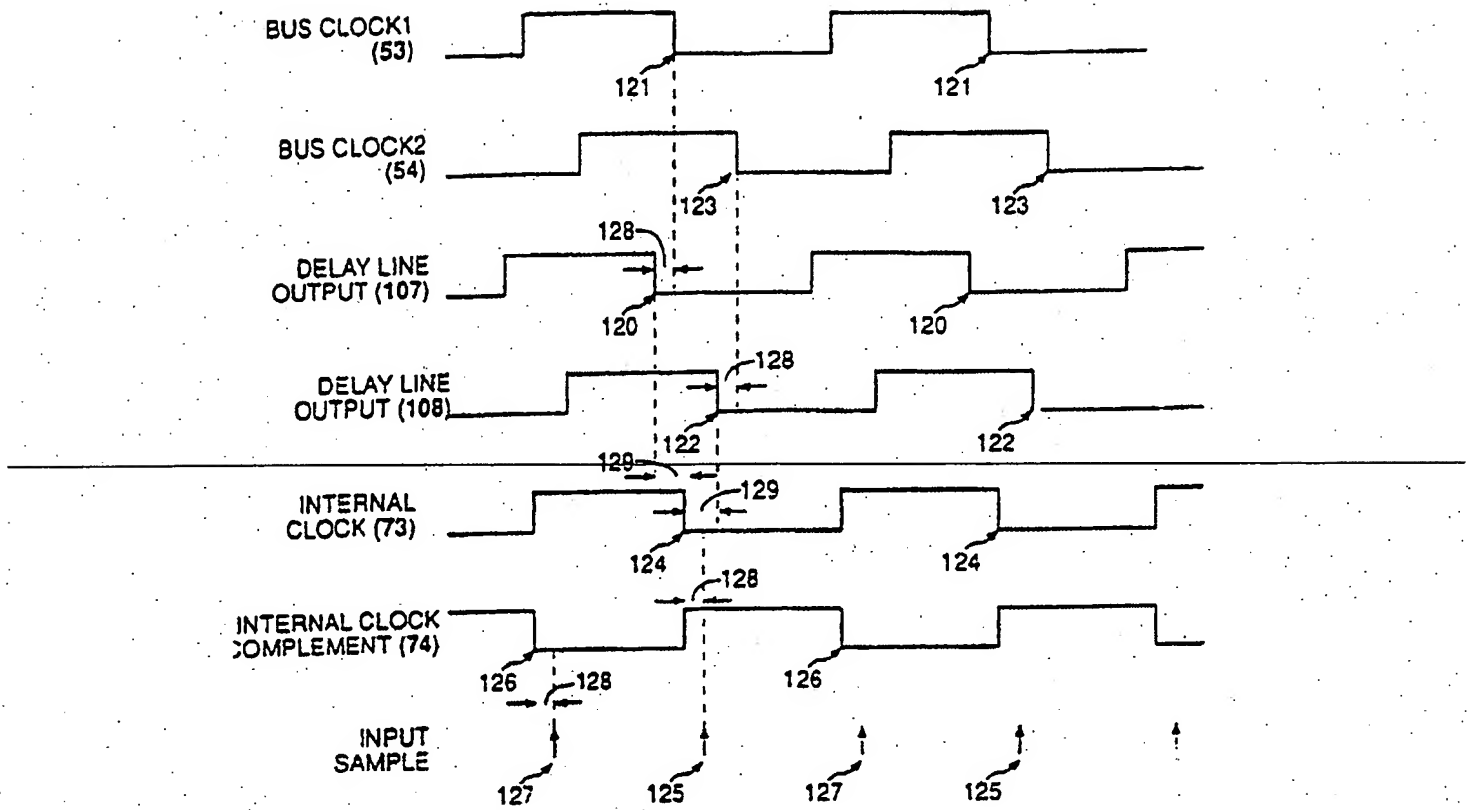 BUS CLOCK1
(53)
121
121
BUS CLOCK2
(54)
123
123
128
DELAY LINE
OUTPUT (107)
120
120
128
DELAY LINE
OUTPUT (108)
122
122
129
129
INTERNAL
CLOCK (73)
124
124
128
INTERNAL CLOCK
COMPLEMENT (74)
126
128
126
INPUT
SAMPLE
127
125
127
125